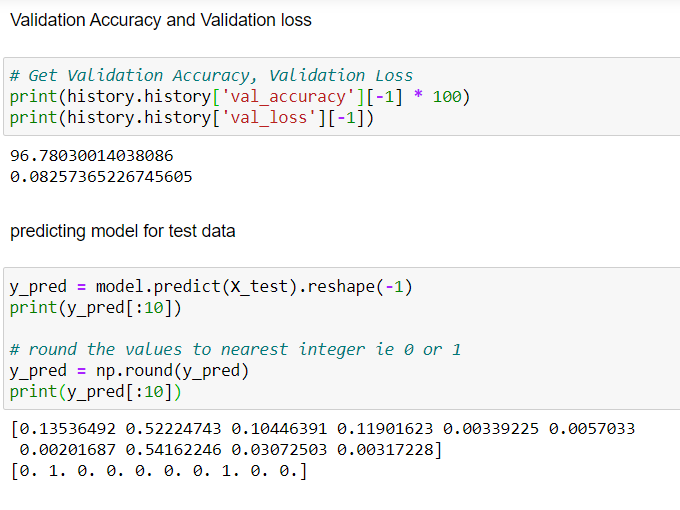 Validation Accuracy and Validation loss
# Get Validation Accuracy, Validation Loss
print(history.history['val_accuracy'][-1] * 100)
print(history.history['val_loss'][-1])
96.78030014038086
0.08257365226745605
predicting model for test data
y_pred = model.predict(X_test).reshape(-1)
print(y_pred[:10])
# round the values to nearest integer ie 0 or 1
y_pred = np.round(y_pred)
print(y_pred[:10])
[0.13536492 0.52224743 0.10446391 0.11901623 0.00339225 0.0057033
 0.00201687 0.54162246 0.03072503 0.00317228]
[0. 1. 0. 0. 0. 0. 0. 1. 0. 0.]